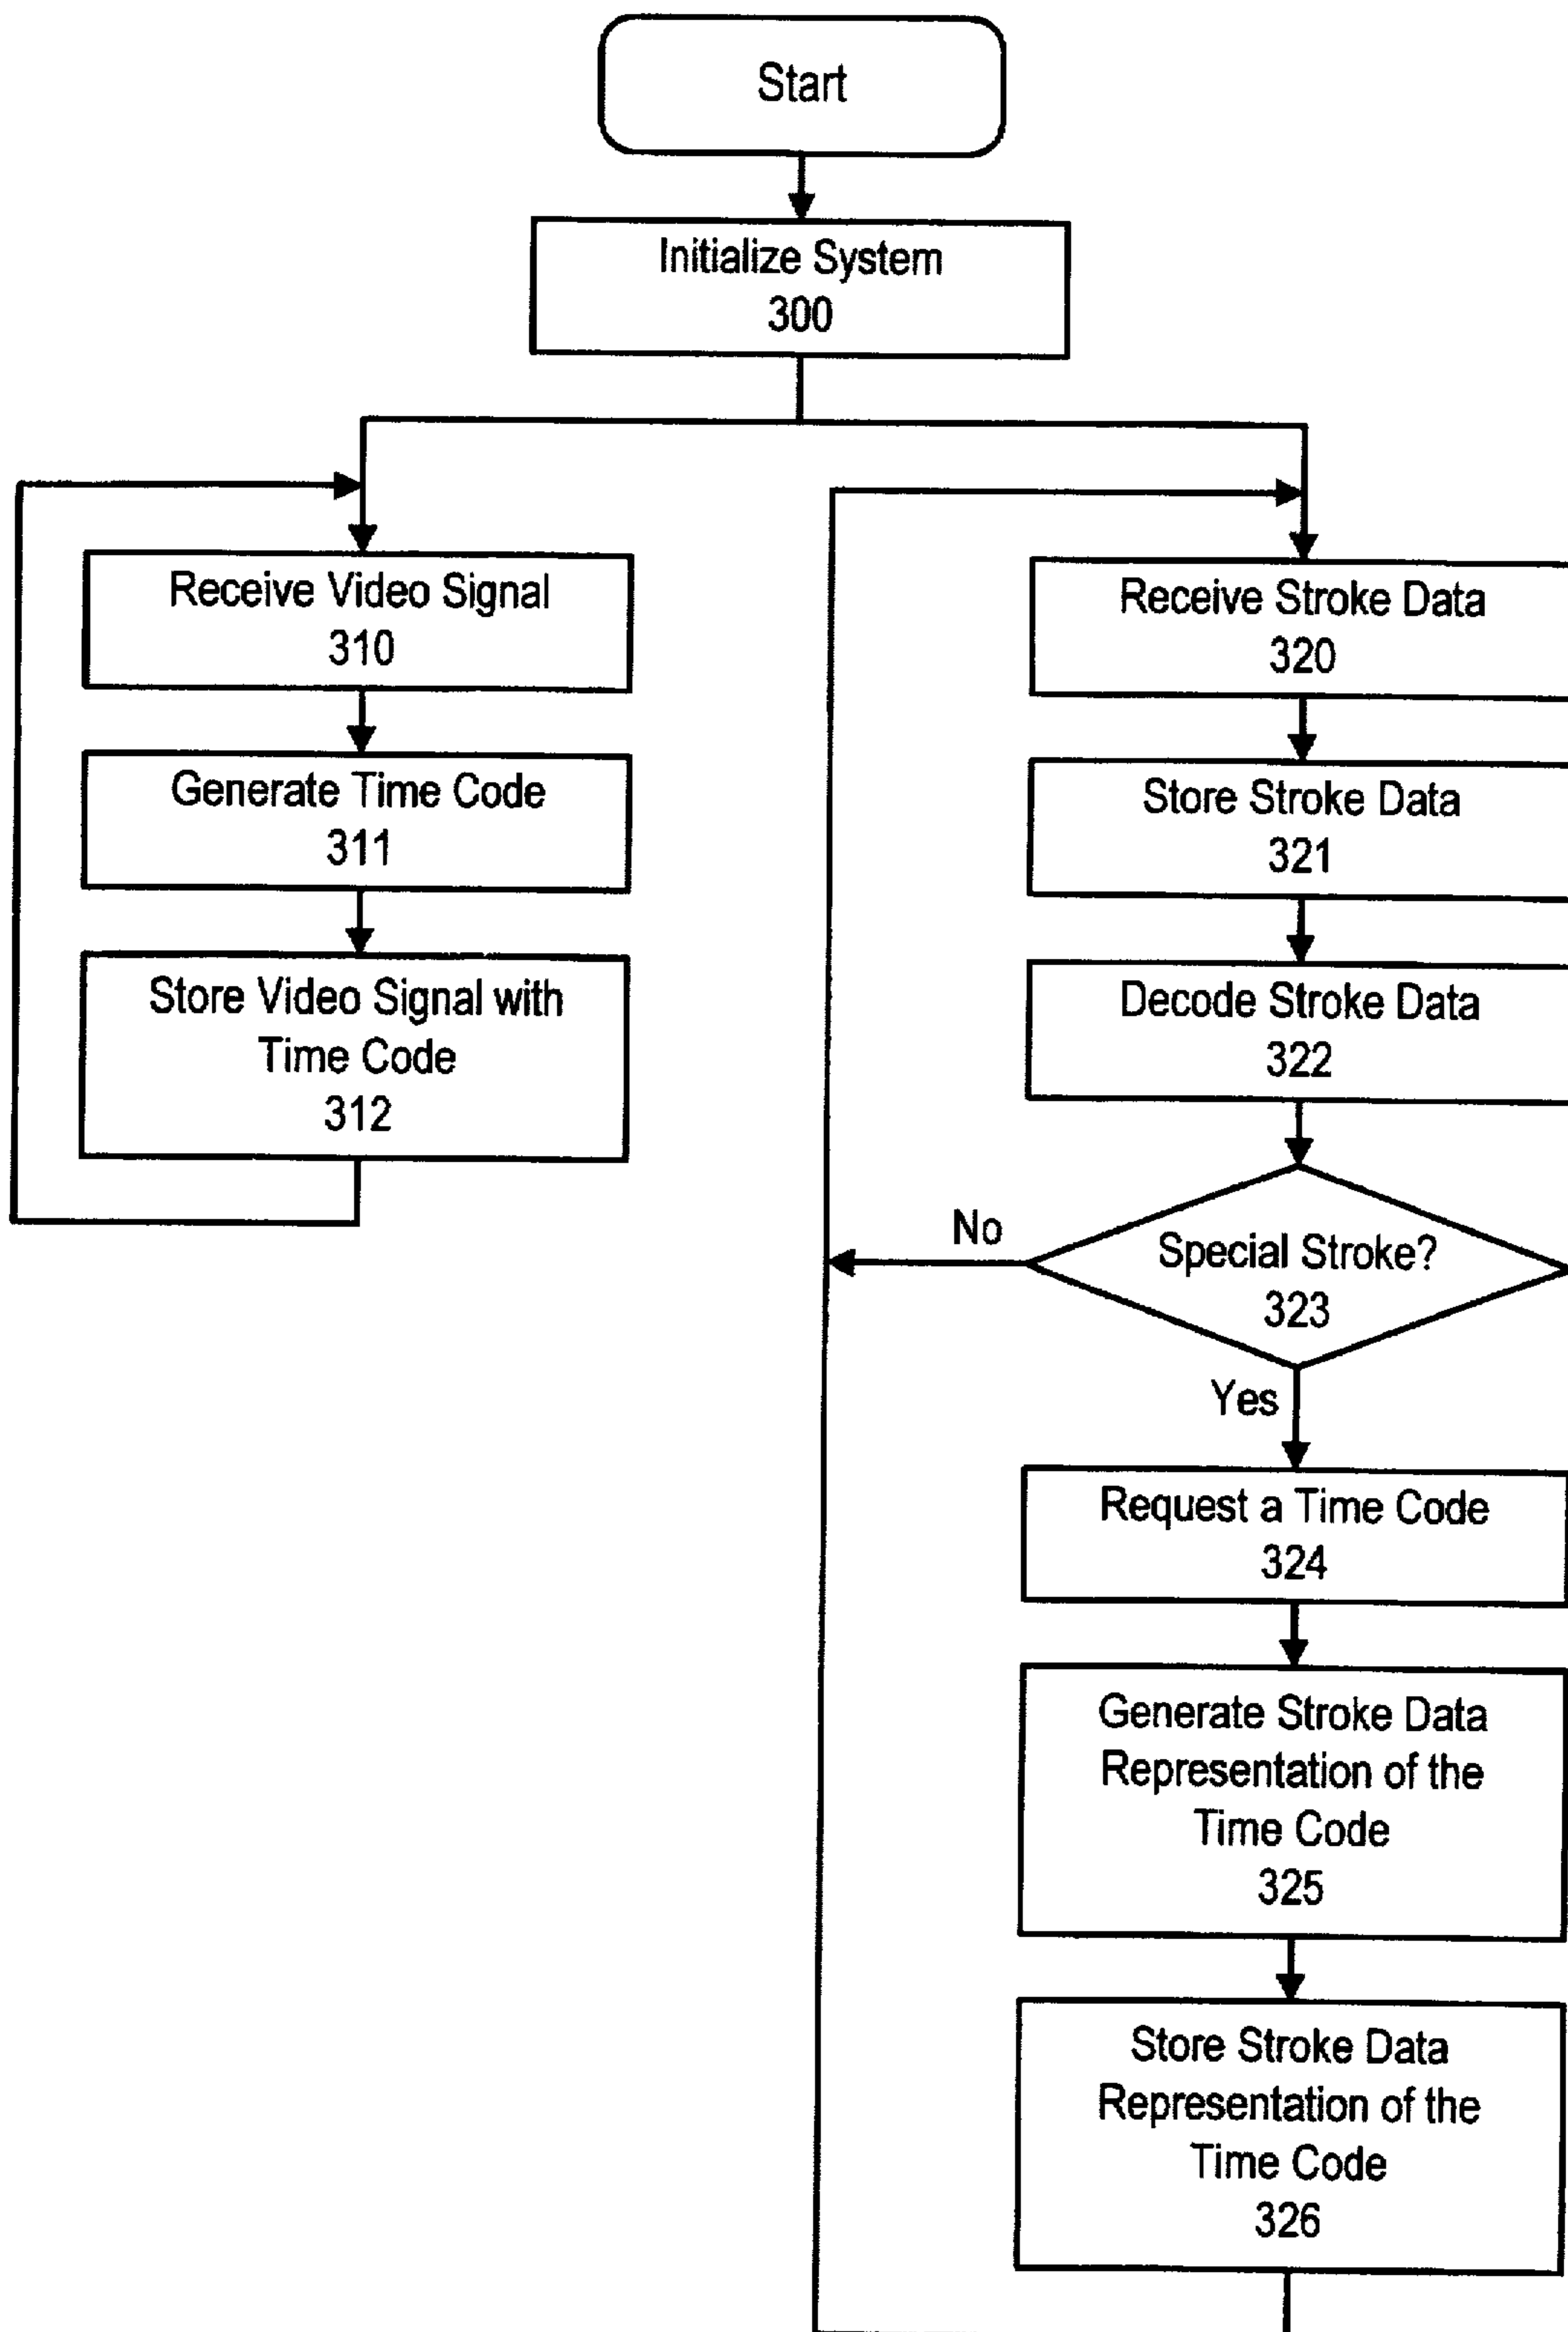 Start
Initialize System
300
Receive Video Signal
310
Generate Time Code
311
Store Video Signal with
Time Code
312
Receive Stroke Data
320
Store Stroke Data
321
Decode Stroke Data
322
Special Stroke?
323
No
Yes
Request a Time Code
324
Generate Stroke Data
Representation of the
Time Code
325
Store Stroke Data
Representation of the
Time Code
326